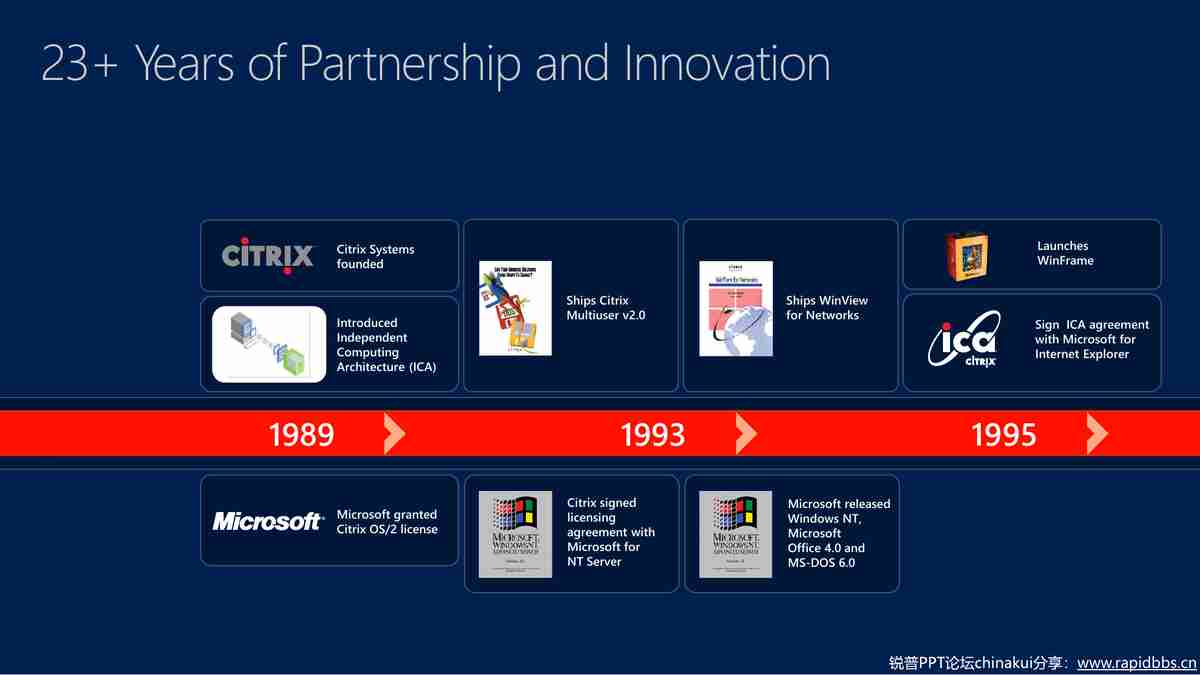 23+ Years of Partnership and Innovation
CİTRIX
Citrix Systems
founded
Introduced
Independent
Computing
Architecture (ICA)
Ships Citrix
Multiuser v2.0
Ships WinView
for Networks
Launches
WinFrame
ica
CİTRIX
Sign ICA agreement
with Microsoft for
Internet Explorer
1989
1993
1995
Microsoft
Microsoft granted
Citrix OS/2 license
MICROSOFT
WINDOWS NT
ADVANCED SERVER
Citrix signed
licensing
agreement with
Microsoft for
NT Server
MICROSOFT
WINDOWS NT
ADVANCED SERVER
Microsoft released
Windows NT,
Microsoft
Office 4.0 and
MS-DOS 6.0
锐普PPT论坛chinakui分享：www.rapidbbs.cn